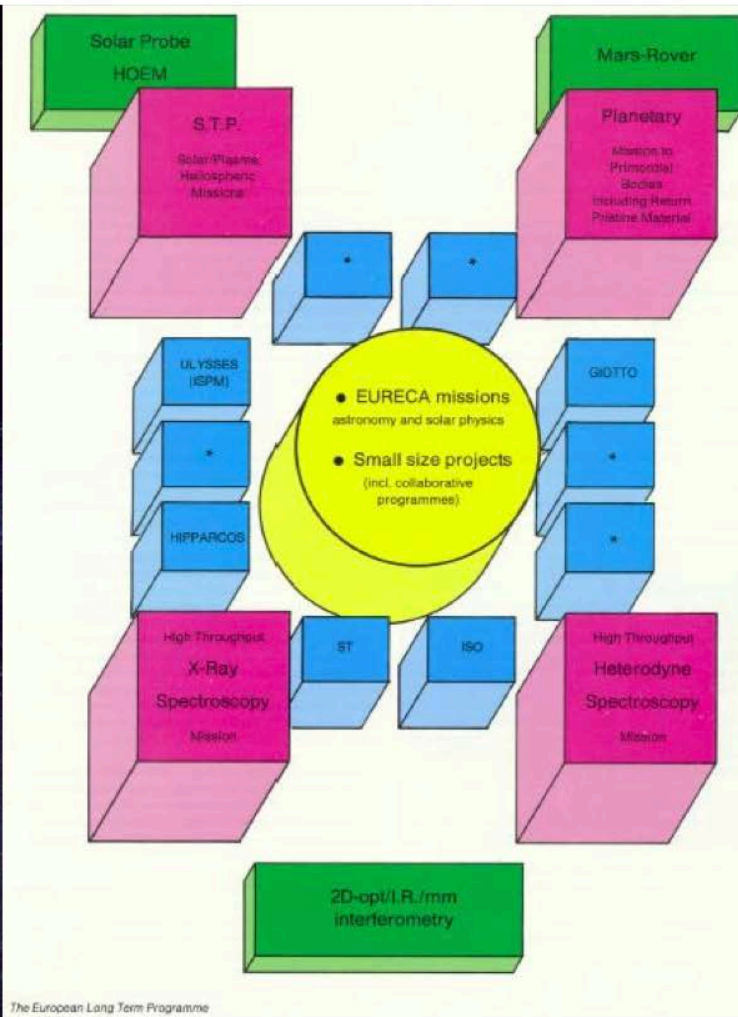 Solar Probe
HOEM
Mars-Rover
S.T.P.
Solar/Plasma
Heliospheric
Missions
Planetary
Mission to
Primordial
Bodies
Including Return
Pristine Material
*
*
ULYSSES
(ISPM)
*
HIPPARCOS
● EURECA missions
astronomy and solar physics
● Small size projects
(incl. collaborative
programmes)
GIOTTO
*
*
High Throughput
X-Ray
Spectroscopy
Mission
ST
ISO
High Throughput
Heterodyne
Spectroscopy
Mission
2D-opt/I.R./mm
interferometry
The European Long Term Programme